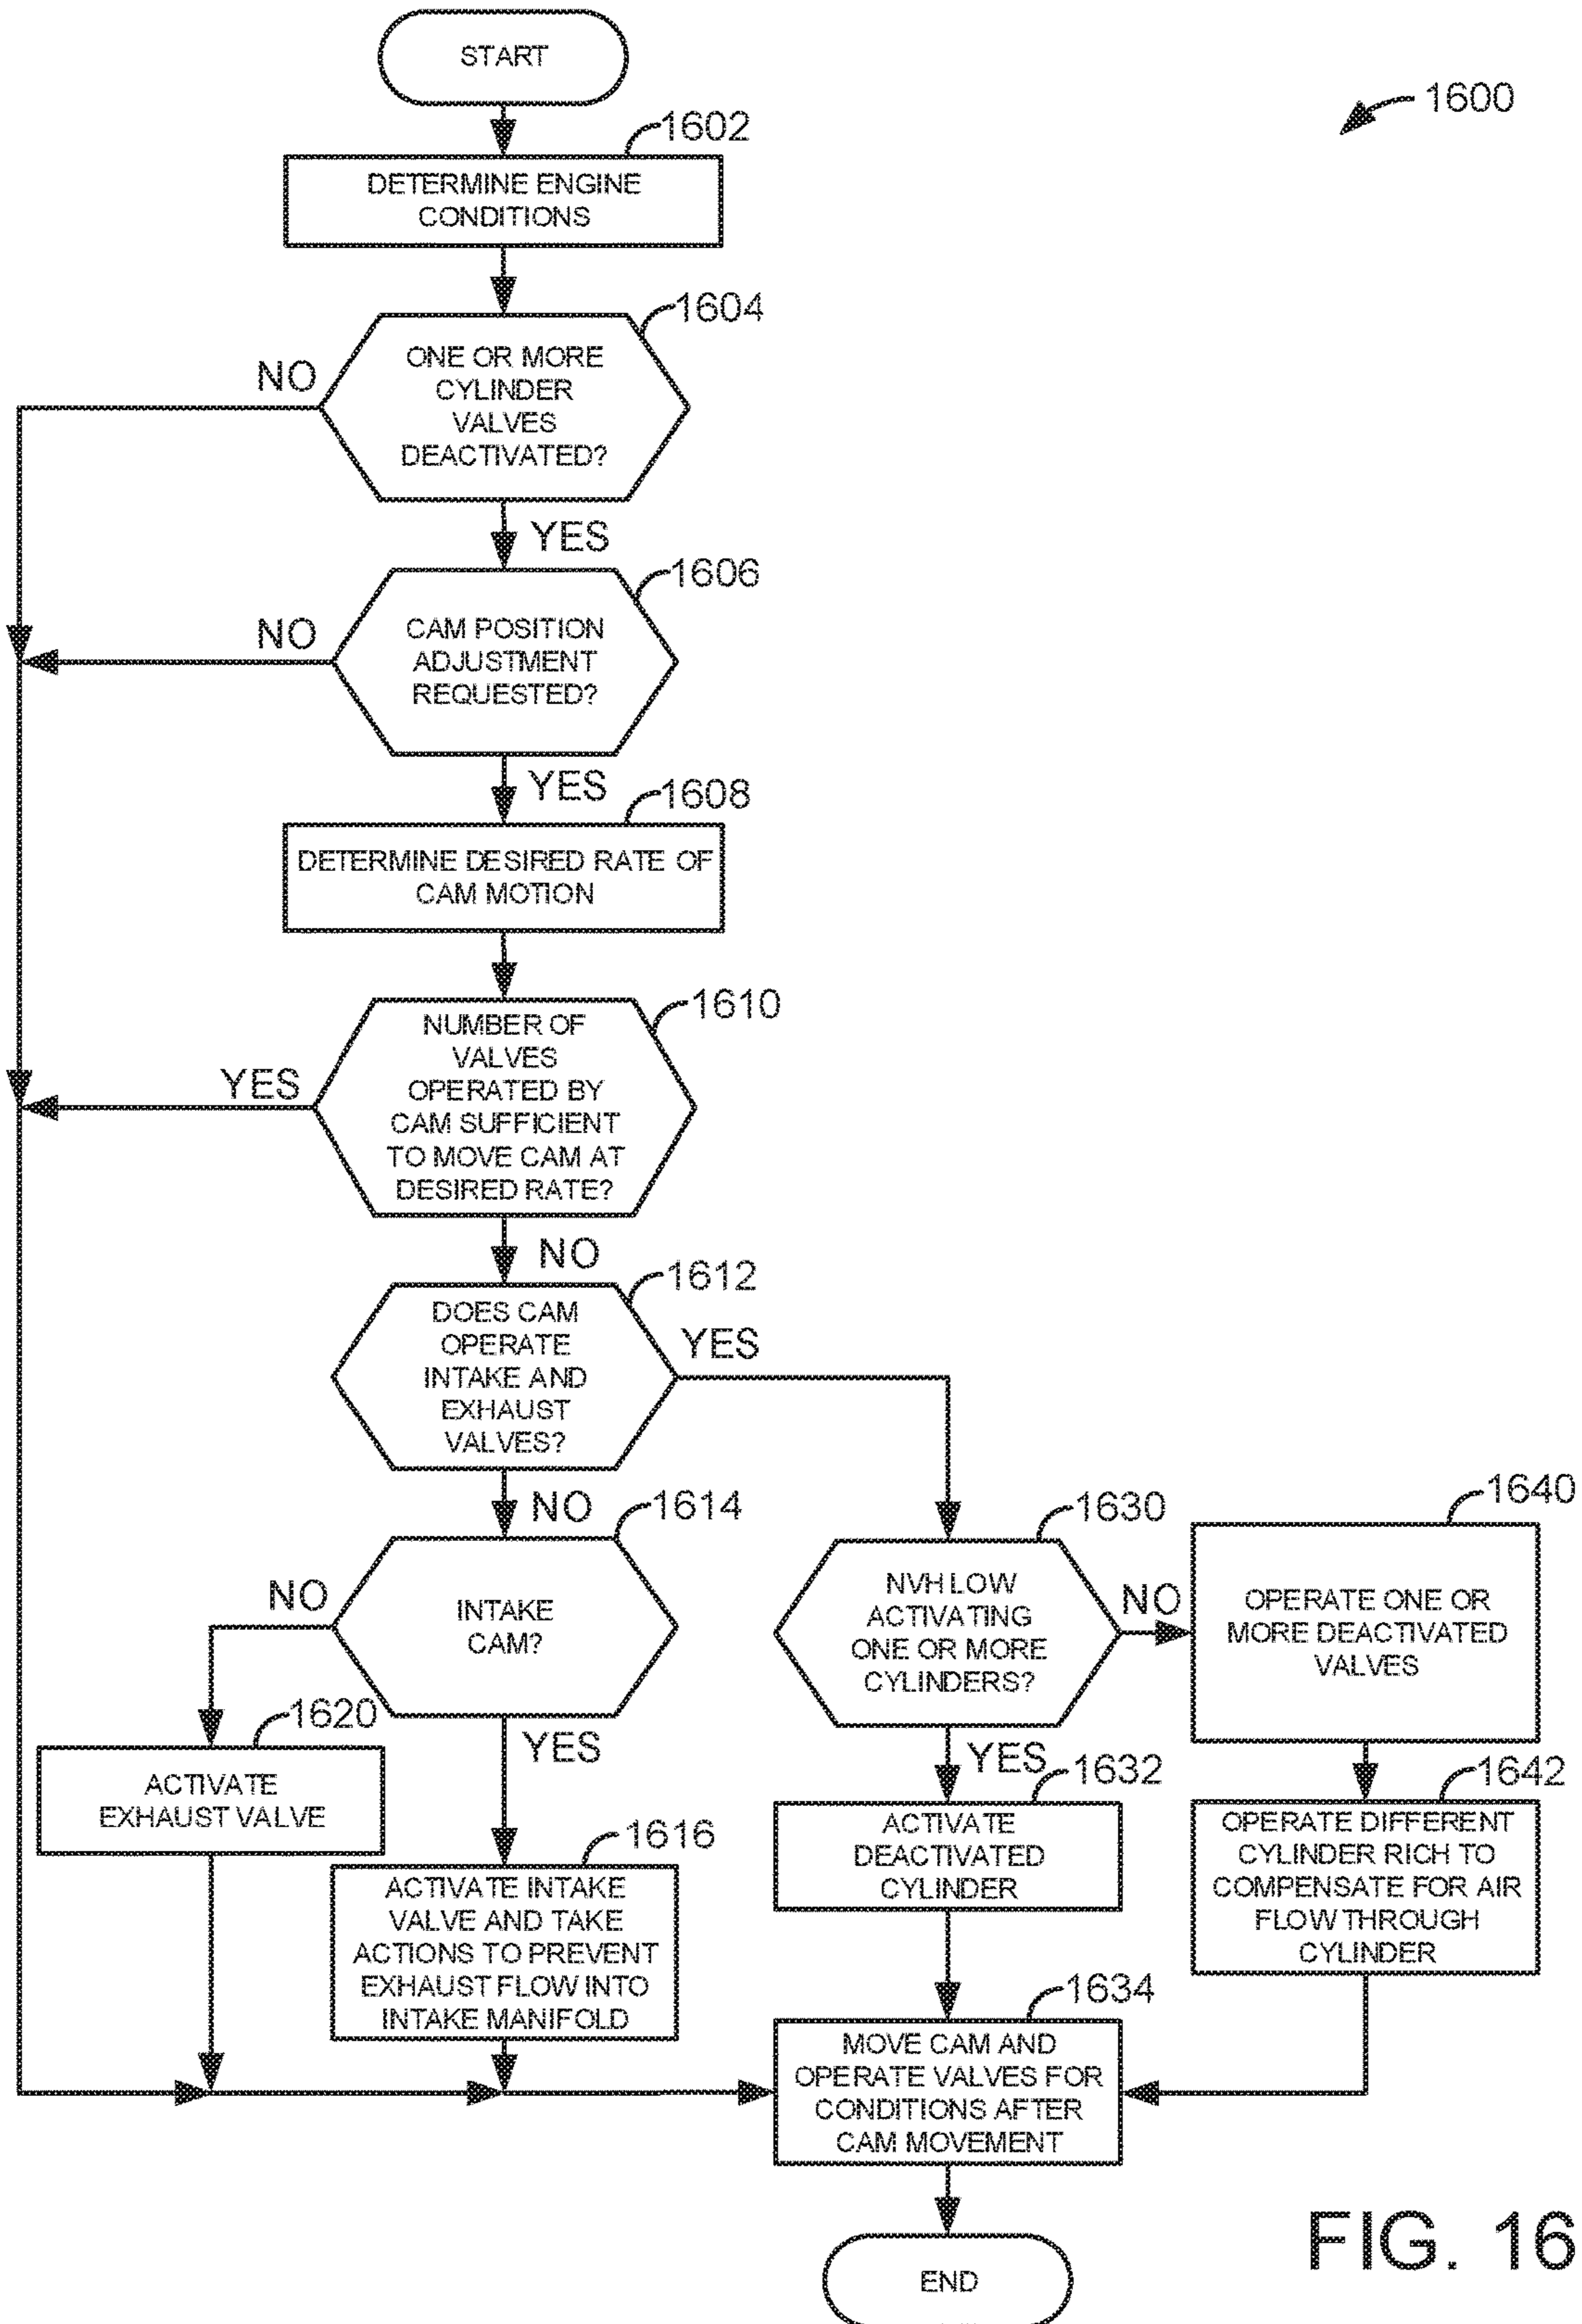 START
1600
1602
DETERMINE ENGINE
CONDITIONS
1604
ONE OR MORE
CYLINDER
VALVES
DEACTIVATED?
NO
YES
1606
CAM POSITION
ADJUSTMENT
REQUESTED?
NO
YES
1608
DETERMINE DESIRED RATE OF
CAM MOTION
1610
NUMBER OF
VALVES
OPERATED BY
CAM SUFFICIENT
TO MOVE CAM AT
DESIRED RATE?
YES
NO
1612
DOES CAM
OPERATE
INTAKE AND
EXHAUST
VALVES?
YES
NO
1614
INTAKE
CAM?
NO
YES
1620
ACTIVATE
EXHAUST VALVE
1616
ACTIVATE INTAKE
VALVE AND TAKE
ACTIONS TO PREVENT
EXHAUST FLOW INTO
INTAKE MANIFOLD
1630
NVH LOW
ACTIVATING
ONE OR MORE
CYLINDERS?
NO
YES
1640
OPERATE ONE OR
MORE DEACTIVATED
VALVES
1632
ACTIVATE
DEACTIVATED
CYLINDER
1642
OPERATE DIFFERENT
CYLINDER RICH TO
COMPENSATE FOR AIR
FLOW THROUGH
CYLINDER
1634
MOVE CAM AND
OPERATE VALVES FOR
CONDITIONS AFTER
CAM MOVEMENT
END
FIG. 16